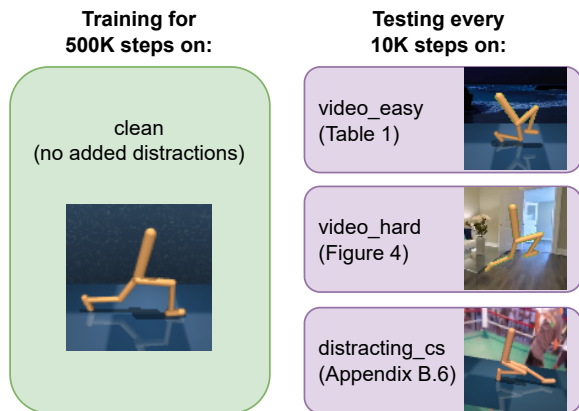 Training for
500K steps on:
clean
(no added distractions)
Testing every
10K steps on:
video_easy
(Table 1)
video_hard
(Figure 4)
distracting_cs
(Appendix B.6)